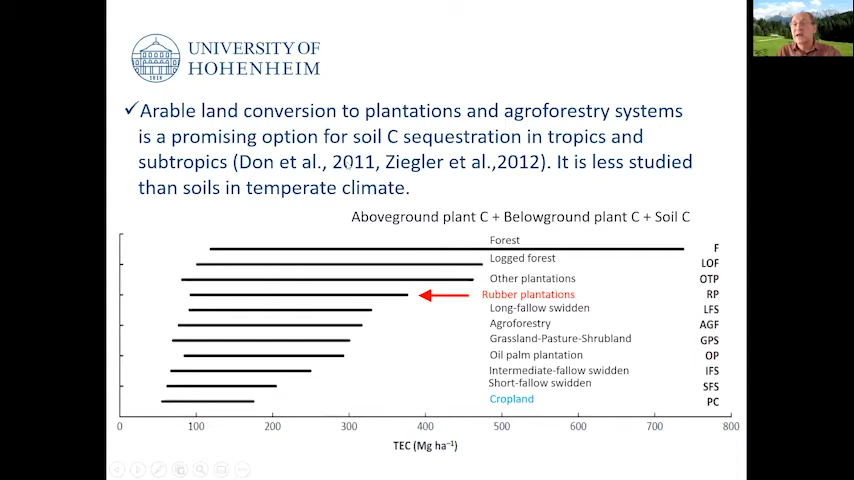 UNIVERSITY OF
HOHENHEIM
1818
✓Arable land conversion to plantations and agroforestry systems
is a promising option for soil C sequestration in tropics and
subtropics (Don et al., 2011, Ziegler et al.,2012). It is less studied
than soils in temperate climate.
Aboveground plant C + Belowground plant C + Soil C
Forest F
Logged forest LOF
Other plantations OTP
Rubber plantations RP
Long-fallow swidden LFS
Agroforestry AGF
Grassland-Pasture-Shrubland GPS
Oil palm plantation OP
Intermediate-fallow swidden IFS
Short-fallow swidden SFS
Cropland PC
0 100 200 300 400 500 600 700 800
TEC (Mg ha⁻¹)